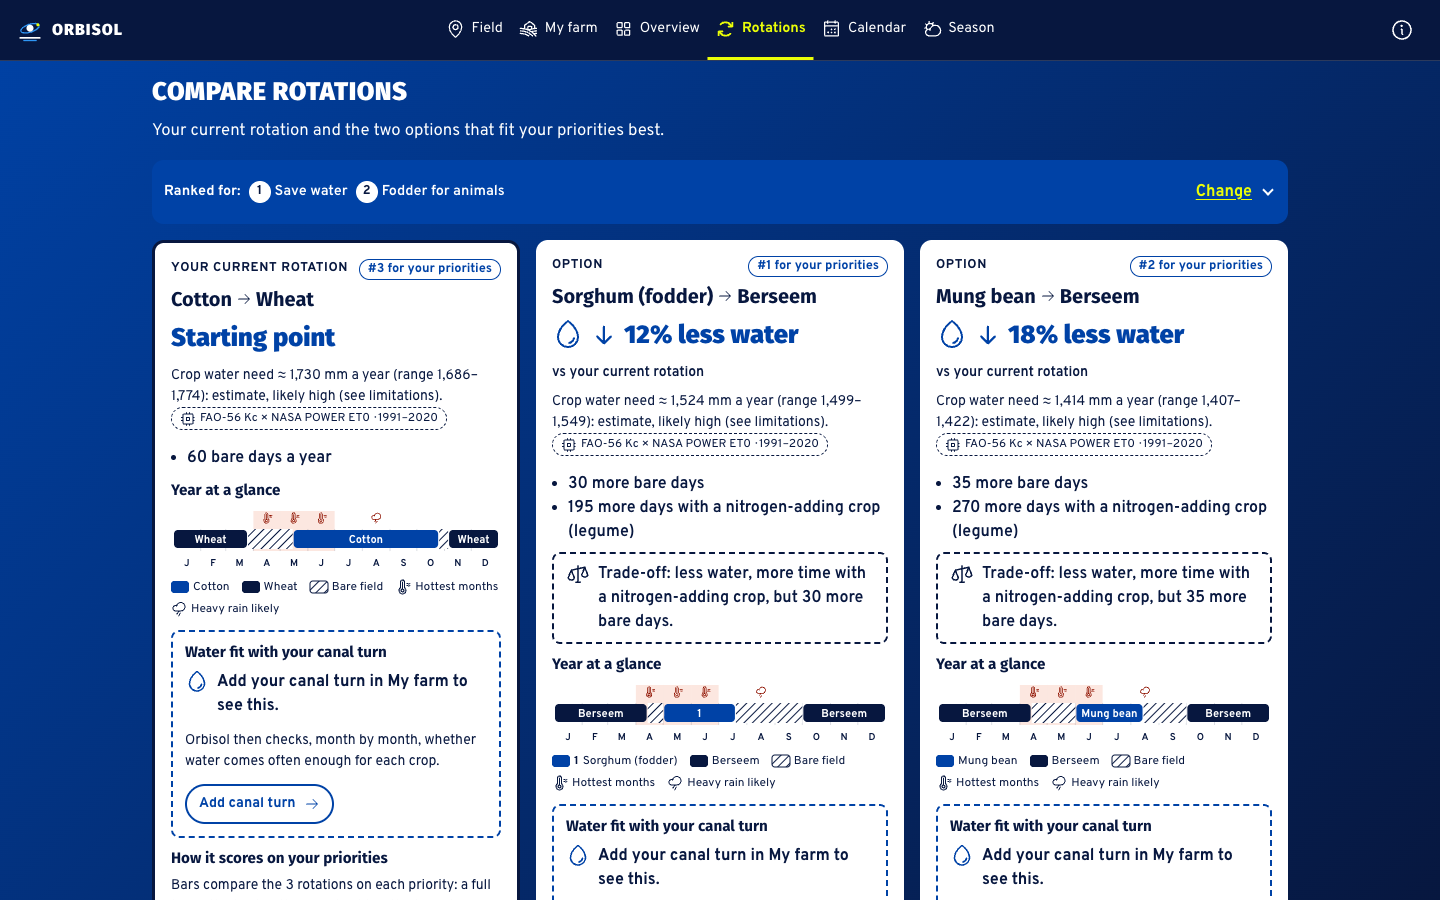 ORBISOL
Field
My farm
Overview
Rotations
Calendar
Season
COMPARE ROTATIONS
Your current rotation and the two options that fit your priorities best.
Ranked for: 1 Save water 2 Fodder for animals
Change
YOUR CURRENT ROTATION
#3 for your priorities
Cotton → Wheat
Starting point
Crop water need ≈ 1,730 mm a year (range 1,686–
1,774): estimate, likely high (see limitations).
FAO-56 Kc × NASA POWER ET0 · 1991–2020
• 60 bare days a year
Year at a glance
Wheat Cotton Wheat
J F M A M J J A S O N D
Cotton Wheat Bare field Hottest months
Heavy rain likely
Water fit with your canal turn
Add your canal turn in My farm to
see this.
Orbisol then checks, month by month, whether
water comes often enough for each crop.
Add canal turn →
How it scores on your priorities
Bars compare the 3 rotations on each priority: a full
OPTION
#1 for your priorities
Sorghum (fodder) → Berseem
↓ 12% less water
vs your current rotation
Crop water need ≈ 1,524 mm a year (range 1,499–
1,549): estimate, likely high (see limitations).
FAO-56 Kc × NASA POWER ET0 · 1991–2020
• 30 more bare days
• 195 more days with a nitrogen-adding crop
(legume)
Trade-off: less water, more time with
a nitrogen-adding crop, but 30 more
bare days.
Year at a glance
Berseem 1 Berseem
J F M A M J J A S O N D
1 Sorghum (fodder) Berseem Bare field
Hottest months Heavy rain likely
Water fit with your canal turn
Add your canal turn in My farm to
see this.
OPTION
#2 for your priorities
Mung bean → Berseem
↓ 18% less water
vs your current rotation
Crop water need ≈ 1,414 mm a year (range 1,407–
1,422): estimate, likely high (see limitations).
FAO-56 Kc × NASA POWER ET0 · 1991–2020
• 35 more bare days
• 270 more days with a nitrogen-adding crop
(legume)
Trade-off: less water, more time with
a nitrogen-adding crop, but 35 more
bare days.
Year at a glance
Berseem Mung bean Berseem
J F M A M J J A S O N D
Mung bean Berseem Bare field
Hottest months Heavy rain likely
Water fit with your canal turn
Add your canal turn in My farm to
see this.